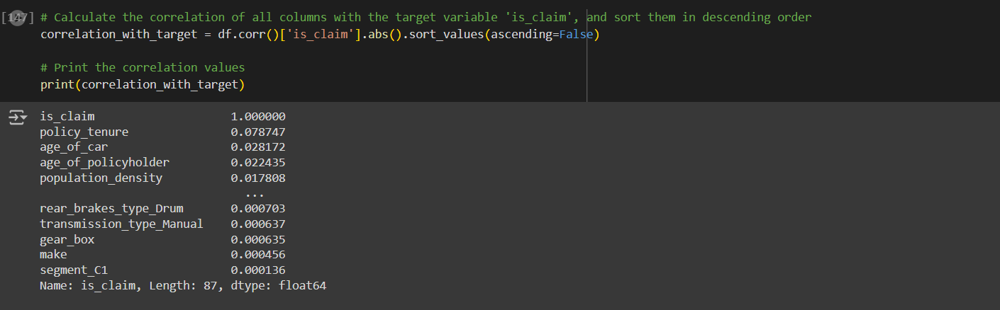 [147] # Calculate the correlation of all columns with the target variable 'is_claim', and sort them in descending order
correlation_with_target = df.corr()['is_claim'].abs().sort_values(ascending=False)
# Print the correlation values
print(correlation_with_target)
is_claim 1.000000
policy_tenure 0.078747
age_of_car 0.028172
age_of_policyholder 0.022435
population_density 0.017808
...
rear_brakes_type_Drum 0.000703
transmission_type_Manual 0.000637
gear_box 0.000635
make 0.000456
segment_C1 0.000136
Name: is_claim, Length: 87, dtype: float64